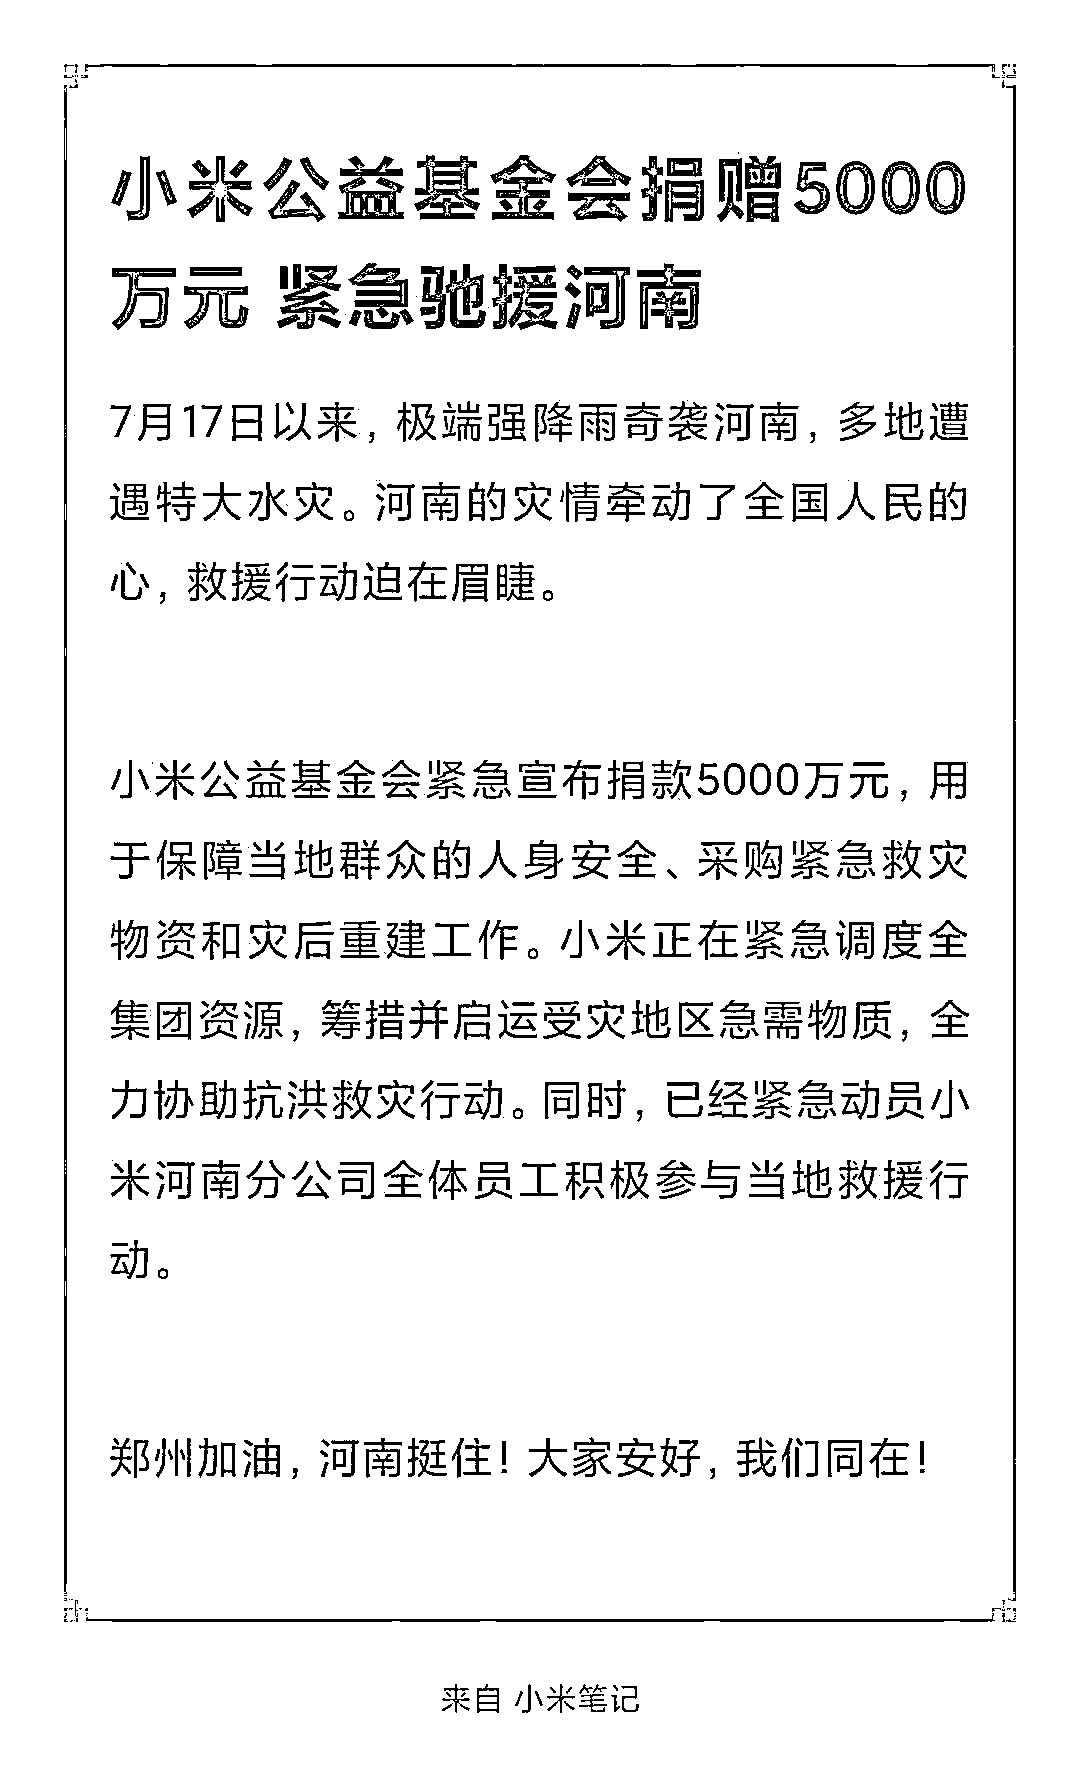 小米公益基金会捐赠5000
万元 紧急驰援河南
7月17日以来，极端强降雨奇袭河南，多地遭
遇特大水灾。河南的灾情牵动了全国人民的
心，救援行动迫在眉睫。
小米公益基金会紧急宣布捐款5000万元，用
于保障当地群众的人身安全、采购紧急救灾
物资和灾后重建工作。小米正在紧急调度全
集团资源，筹措并启运受灾地区急需物质，全
力协助抗洪救灾行动。同时，已经紧急动员小
米河南分公司全体员工积极参与当地救援行
动。
郑州加油，河南挺住！大家安好，我们同在！
来自 小米笔记